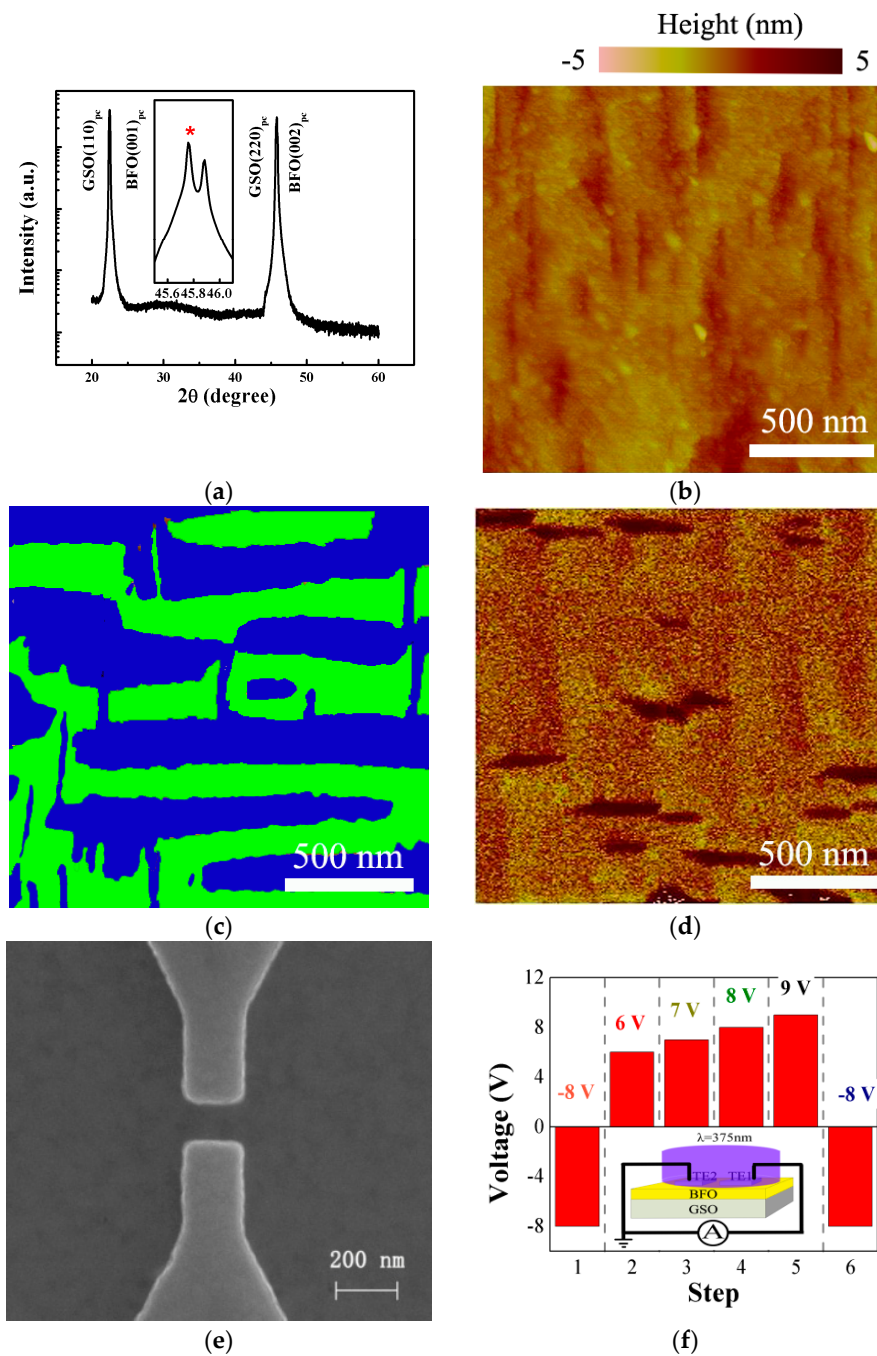 Height (nm)
-5 5
Intensity (a.u.)
GSO(110)pc
BFO(001)pc
*
GSO(220)pc
BFO(002)pc
45.6 45.8 46.0
20 30 40 50 60
2θ (degree)
500 nm
(a)
(b)
500 nm
500 nm
(c)
(d)
200 nm
Voltage (V)
12
8
4
0
-4
-8
-8 V
6 V
7 V
8 V
9 V
-8 V
λ=375nm
TE2 TE1
BFO
GSO
A
1 2 3 4 5 6
Step
(e)
(f)